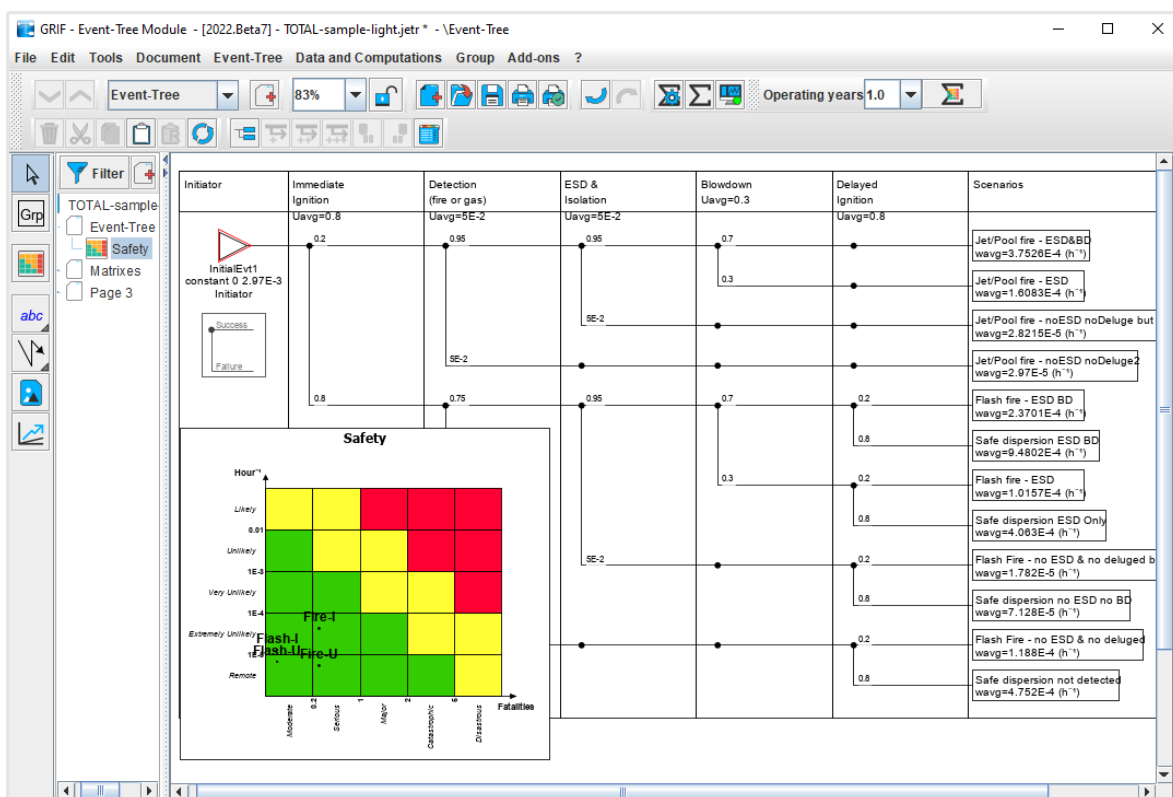 GRIF - Event-Tree Module - [2022.Beta7] - TOTAL-sample-light.jetr * - \Event-Tree
File Edit Tools Document Event-Tree Data and Computations Group Add-ons ?
Event-Tree 83% Operating years 1.0
Filter
Grp
abc
TOTAL-sample
Event-Tree
Safety
Matrixes
Page 3
Initiator
Immediate
Ignition
Uavg=0.8
Detection
(fire or gas)
Uavg=5E-2
ESD &
Isolation
Uavg=5E-2
Blowdown
Uavg=0.3
Delayed
Ignition
Uavg=0.8
Scenarios
InitialEvt1
constant 0 2.97E-3
Initiator
Success
Failure
0.2 0.95 0.95 0.7
Jet/Pool fire - ESD&BD
wavg=3.7526E-4 (h⁻¹)
0.3
Jet/Pool fire - ESD
wavg=1.6083E-4 (h⁻¹)
5E-2
Jet/Pool fire - noESD noDeluge but
wavg=2.8215E-5 (h⁻¹)
5E-2
Jet/Pool fire - noESD noDeluge2
wavg=2.97E-5 (h⁻¹)
0.8 0.75 0.95 0.7 0.2
Flash fire - ESD BD
wavg=2.3701E-4 (h⁻¹)
0.8
Safe dispersion ESD BD
wavg=9.4802E-4 (h⁻¹)
0.3 0.2
Flash fire - ESD
wavg=1.0157E-4 (h⁻¹)
0.8
Safe dispersion ESD Only
wavg=4.063E-4 (h⁻¹)
5E-2 0.2
Flash Fire - no ESD & no deluged b
wavg=1.782E-5 (h⁻¹)
0.8
Safe dispersion no ESD no BD
wavg=7.128E-5 (h⁻¹)
0.2
Flash Fire - no ESD & no deluged
wavg=1.188E-4 (h⁻¹)
0.8
Safe dispersion not detected
wavg=4.752E-4 (h⁻¹)
Safety
Hour⁻¹
Likely
0.01
Unlikely
1E-3
Very Unlikely
1E-4
Fire-I
Extremely Unlikely
Flash-I
Flash-U
Fire-U
Remote
Moderate 0.2 Serious 1 Major 2 Catastrophic 5 Disastrous
Fatalities